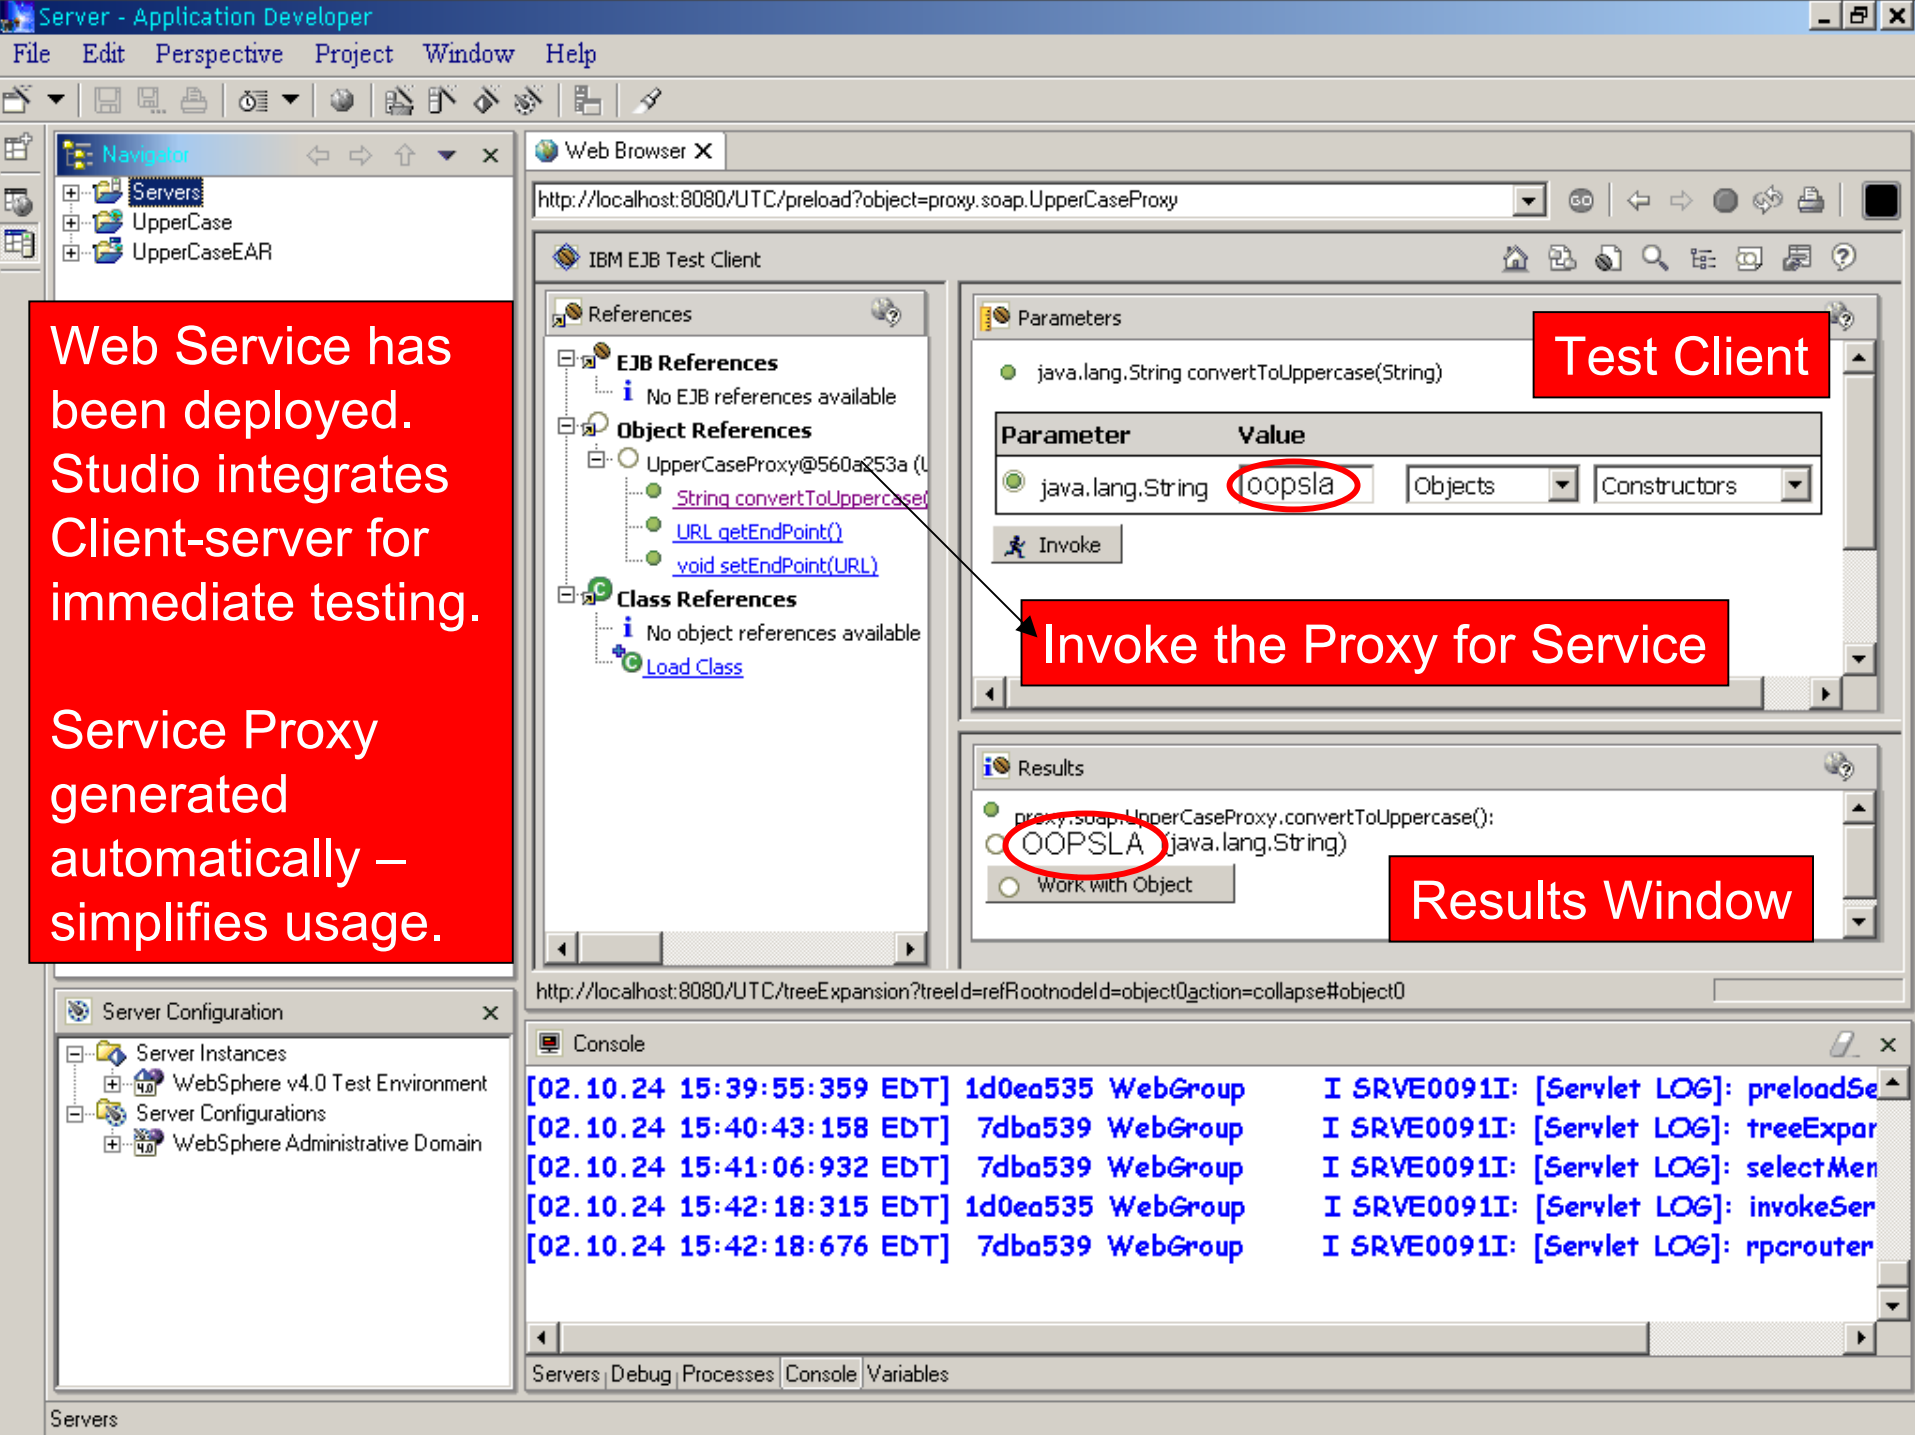 Server - Application Developer
File Edit Perspective Project Window Help
Navigator
Servers
UpperCase
UpperCaseEAR
Web Service has
been deployed.
Studio integrates
Client-server for
immediate testing.
Service Proxy
generated
automatically –
simplifies usage.
Web Browser
http://localhost:8080/UTC/preload?object=proxy.soap.UpperCaseProxy
IBM EJB Test Client
References
EJB References
No EJB references available
Object References
UpperCaseProxy@560a253a (U
String convertToUppercase(
URL getEndPoint()
void setEndPoint(URL)
Class References
No object references available
Load Class
Parameters
Test Client
java.lang.String convertToUppercase(String)
Parameter Value
java.lang.String oopsla Objects Constructors
Invoke
Invoke the Proxy for Service
Results
proxy.soap.UpperCaseProxy.convertToUppercase():
OOPSLA (java.lang.String)
Work with Object
Results Window
http://localhost:8080/UTC/treeExpansion?treeId=refRootnodeId=object0action=collapse#object0
Server Configuration
Server Instances
WebSphere v4.0 Test Environment
Server Configurations
WebSphere Administrative Domain
Console
[02.10.24 15:39:55:359 EDT] 1d0ea535 WebGroup I SRVE0091I: [Servlet LOG]: preloadSe
[02.10.24 15:40:43:158 EDT] 7dba539 WebGroup I SRVE0091I: [Servlet LOG]: treeExpan
[02.10.24 15:41:06:932 EDT] 7dba539 WebGroup I SRVE0091I: [Servlet LOG]: selectMen
[02.10.24 15:42:18:315 EDT] 1d0ea535 WebGroup I SRVE0091I: [Servlet LOG]: invokeSer
[02.10.24 15:42:18:676 EDT] 7dba539 WebGroup I SRVE0091I: [Servlet LOG]: rpcrouter
Servers Debug Processes Console Variables
Servers